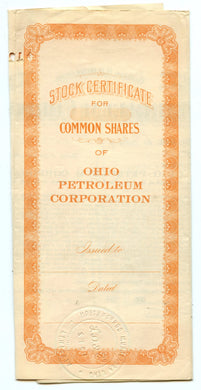 STOCK CERTIFICATE
FOR
COMMON SHARES
OF
OHIO
PETROLEUM
CORPORATION
Issued to
Dated